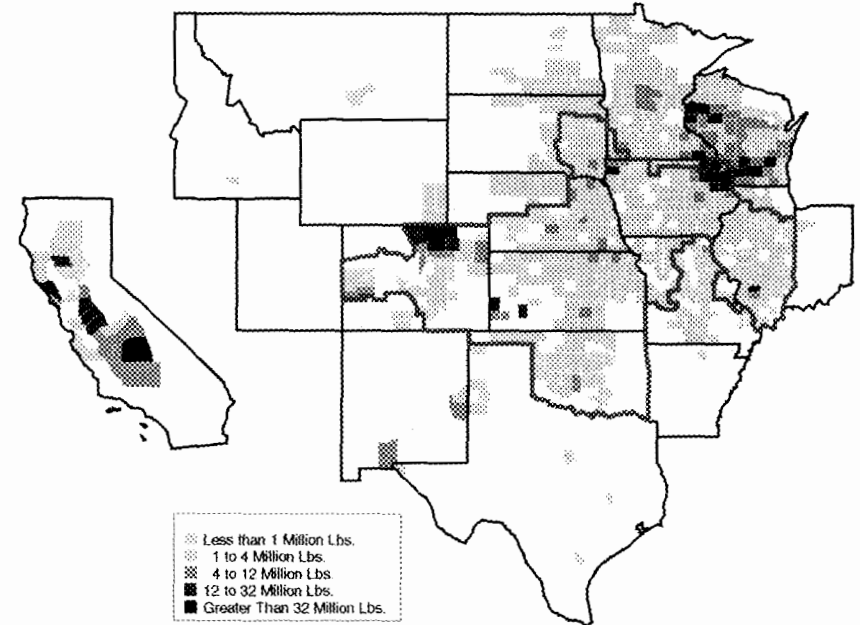 Less than 1 Million Lbs.
1 to 4 Million Lbs.
4 to 12 Million Lbs.
12 to 32 Million Lbs.
Greater Than 32 Million Lbs.